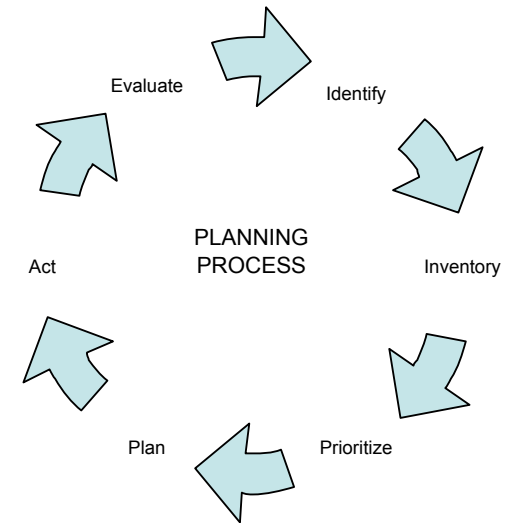 Evaluate
Identify
PLANNING
PROCESS
Act
Inventory
Plan
Prioritize